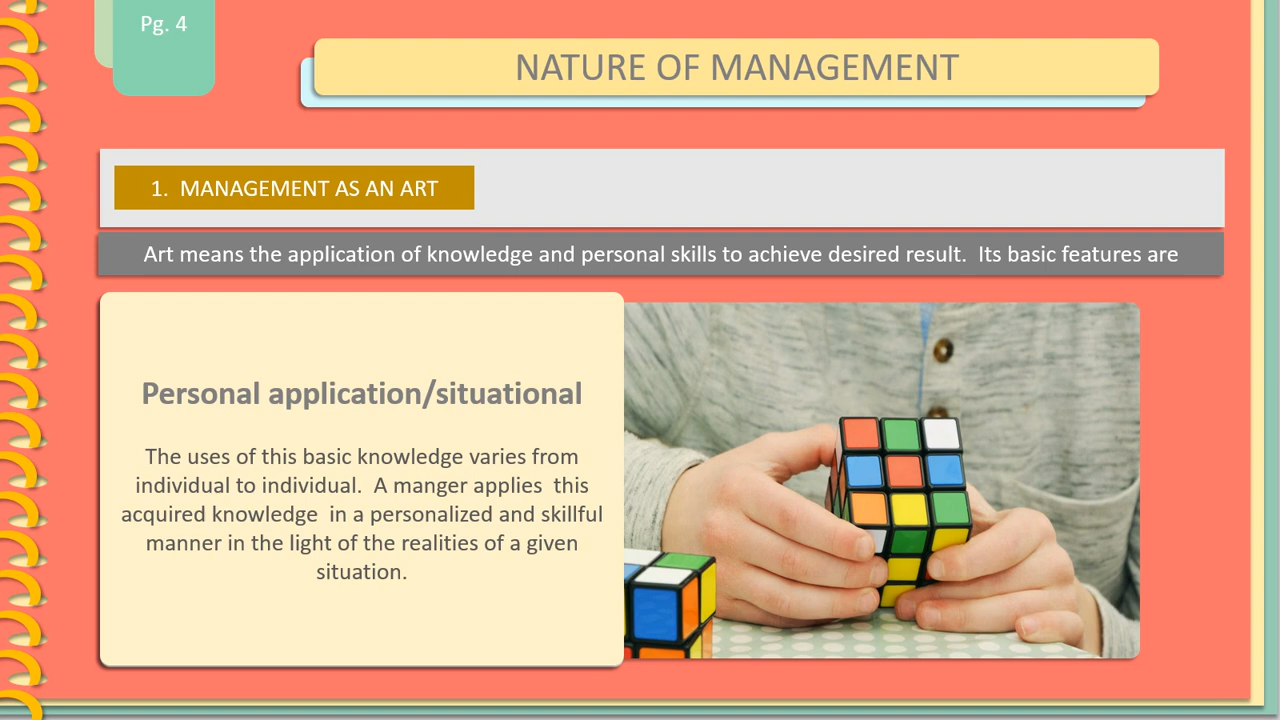 Pg. 4
NATURE OF MANAGEMENT
1.  MANAGEMENT AS AN ART
Art means the application of knowledge and personal skills to achieve desired result.  Its basic features are
Personal application/situational
The uses of this basic knowledge varies from
individual to individual.  A manger applies  this
acquired knowledge  in a personalized and skillful
manner in the light of the realities of a given
situation.